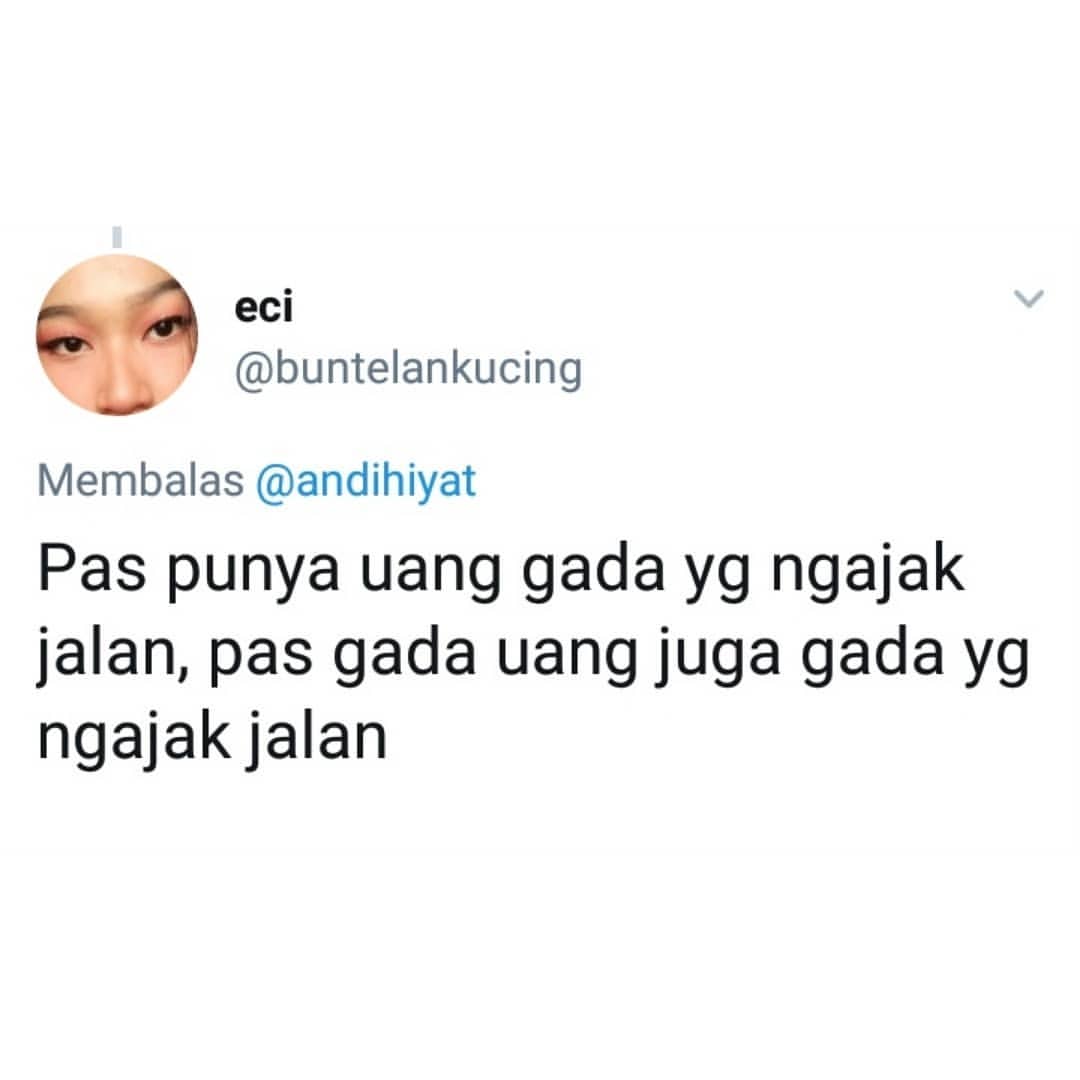 eci
@buntelankucing
Membalas @andihiyat
Pas punya uang gada yg ngajak
jalan, pas gada uang juga gada yg
ngajak jalan